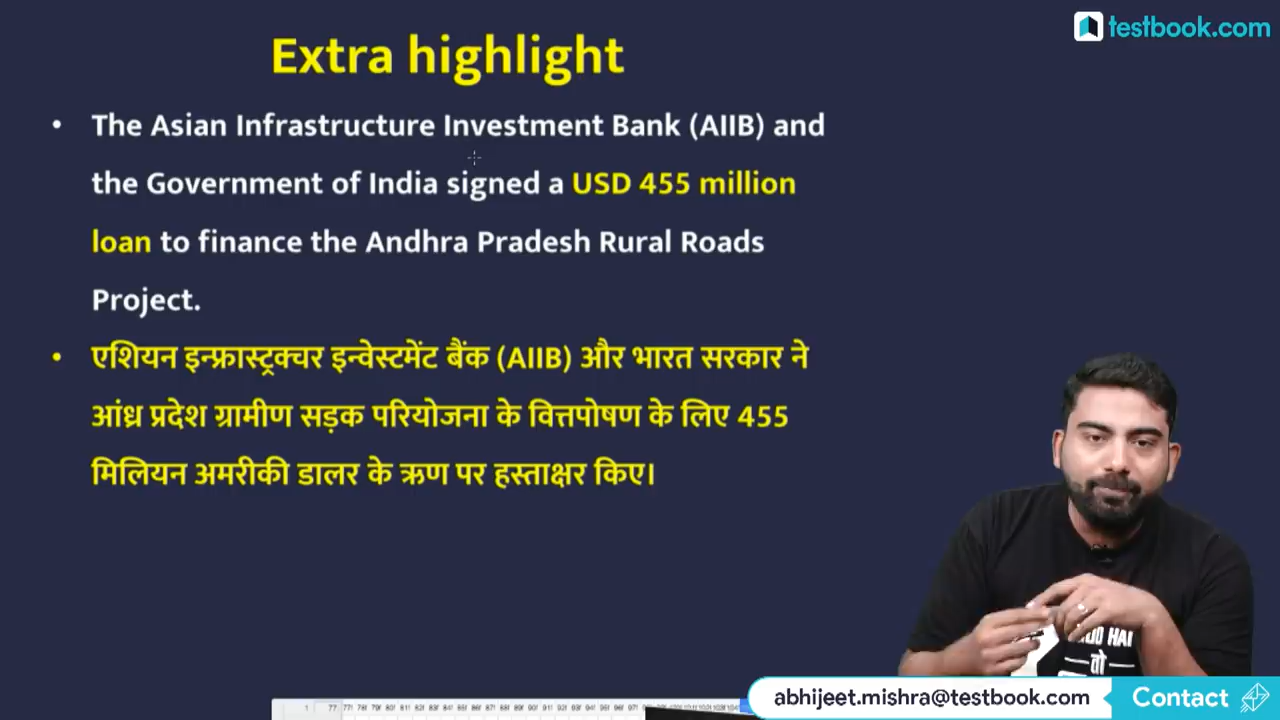 testbook.com
Extra highlight
• The Asian Infrastructure Investment Bank (AIIB) and
the Government of India signed a USD 455 million
loan to finance the Andhra Pradesh Rural Roads
Project.
• एशियन इन्फ्रास्ट्रक्चर इन्वेस्टमेंट बैंक (AIIB) और भारत सरकार ने
आंध्र प्रदेश ग्रामीण सड़क परियोजना के वित्तपोषण के लिए 455
मिलियन अमरीकी डालर के ऋण पर हस्ताक्षर किए।
HAI
तो
abhijeet.mishra@testbook.com
Contact